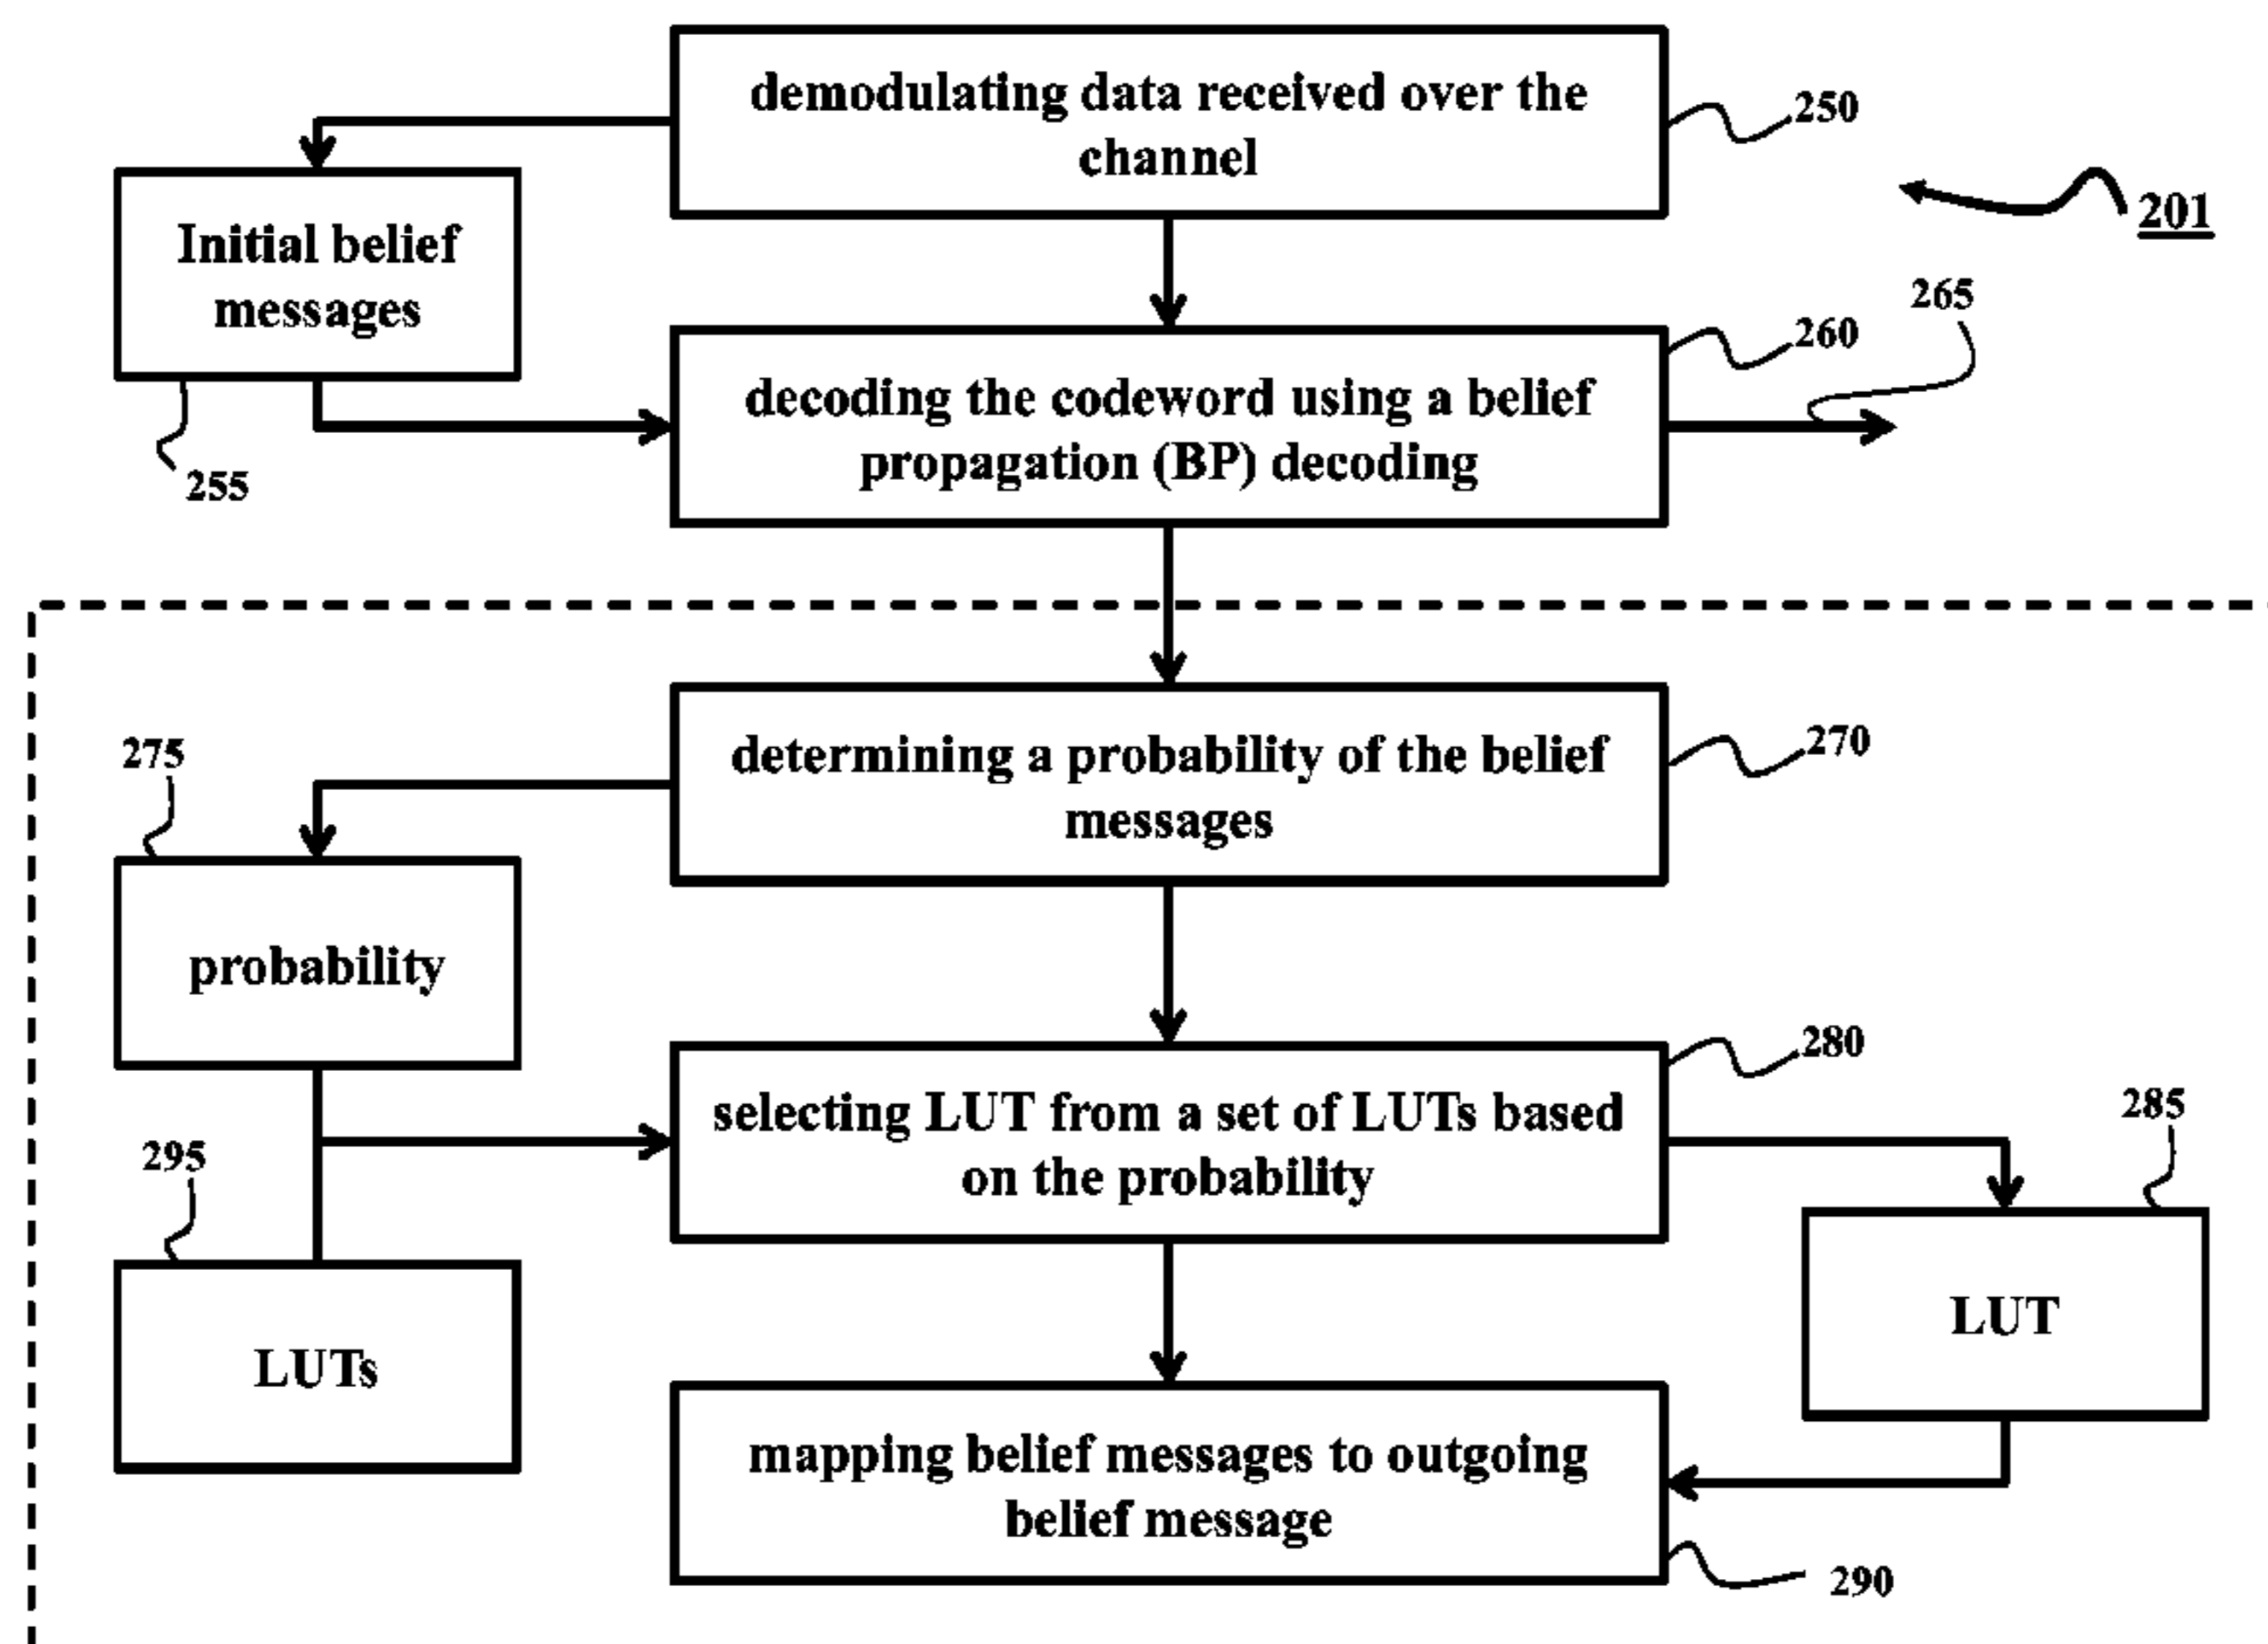 demodulating data received over the
channel
250
Initial belief
messages
201
265
260
decoding the codeword using a belief
propagation (BP) decoding
255
determining a probability of the belief
messages
270
275
probability
280
selecting LUT from a set of LUTs based
on the probability
285
295
LUT
LUTs
mapping belief messages to outgoing
belief message
290